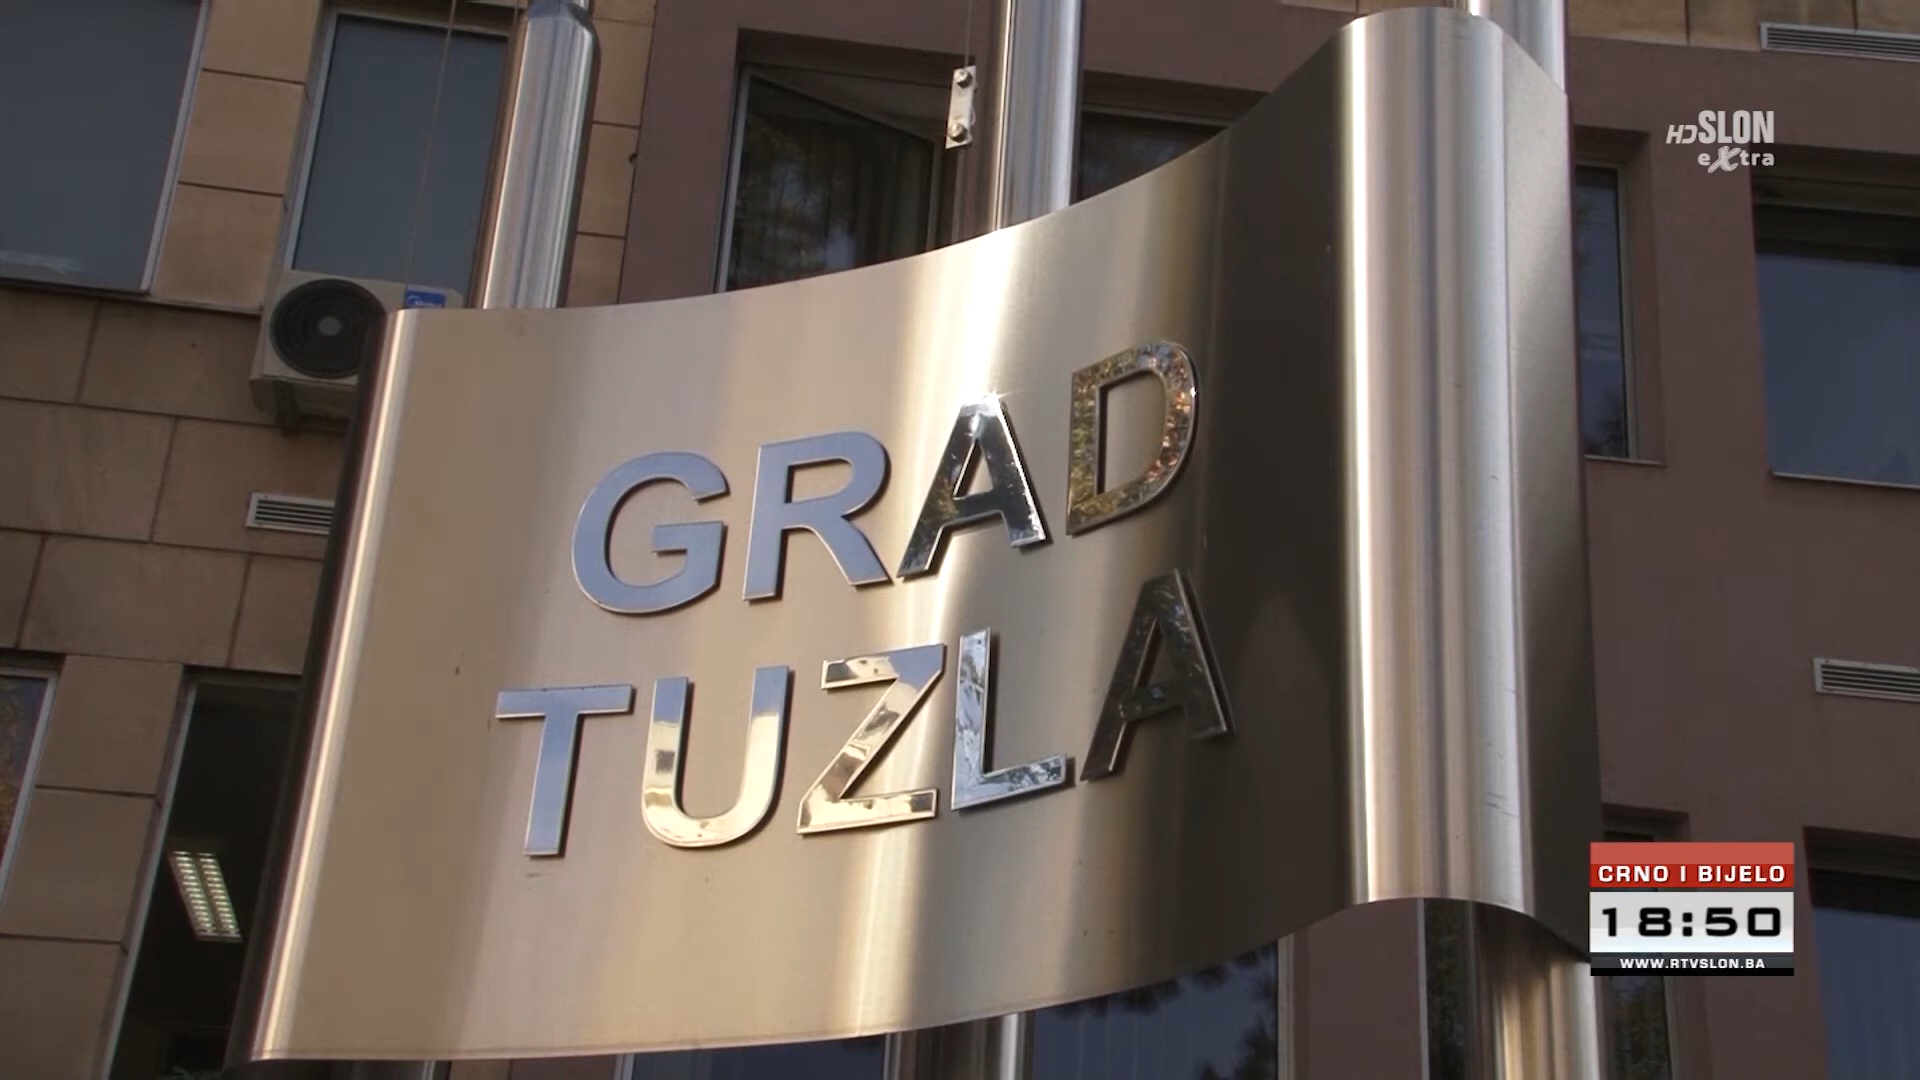 HD SLON
eXtra
GRAD
TUZLA
CRNO I BIJELO
18:50
WWW.RTVSLON.BA